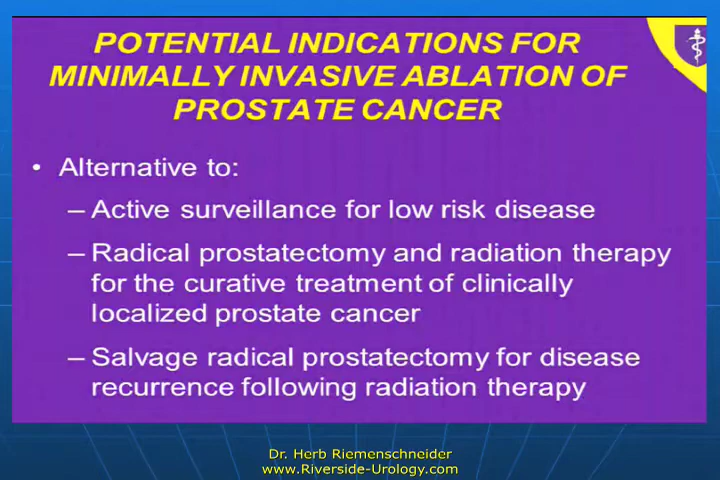 POTENTIAL INDICATIONS FOR
MINIMALLY INVASIVE ABLATION OF
PROSTATE CANCER
• Alternative to:
– Active surveillance for low risk disease
– Radical prostatectomy and radiation therapy
for the curative treatment of clinically
localized prostate cancer
– Salvage radical prostatectomy for disease
recurrence following radiation therapy
Dr. Herb Riemenschneider
www.Riverside-Urology.com